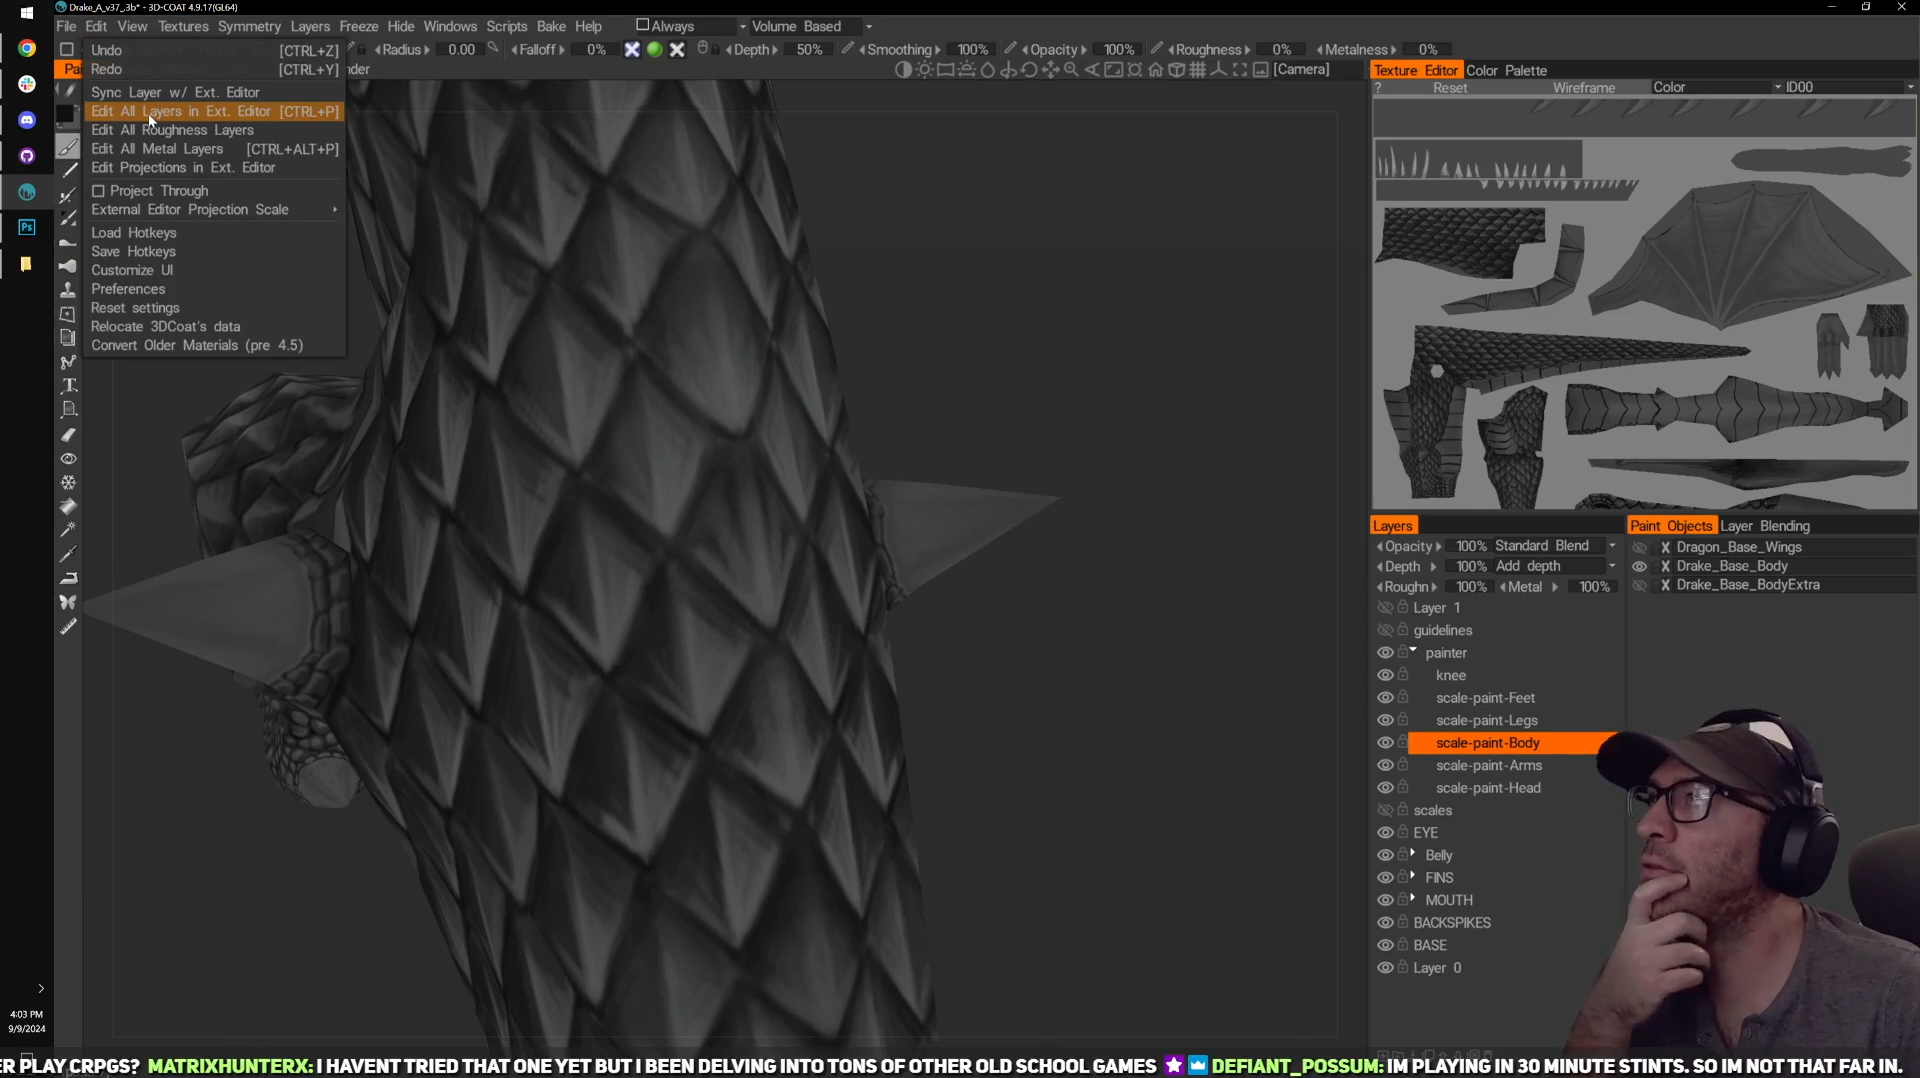 Drake_A_v37_3b* - 3D-COAT 4.9.17(GL64)
File Edit View Textures Symmetry Layers Freeze Hide Windows Scripts Bake Help Always Volume Based
Radius 0.00 Falloff 0% Depth 50% Smoothing 100% Opacity 100% Roughness 0% Metalness 0%
[Camera]
Undo [CTRL+Z]
Redo [CTRL+Y]
Sync Layer w/ Ext. Editor
Edit All Layers in Ext. Editor [CTRL+P]
Edit All Roughness Layers
Edit All Metal Layers [CTRL+ALT+P]
Edit Projections in Ext. Editor
Project Through
External Editor Projection Scale
Load Hotkeys
Save Hotkeys
Customize UI
Preferences
Reset settings
Relocate 3DCoat's data
Convert Older Materials (pre 4.5)
Texture Editor Color Palette
? Reset Wireframe Color ID00
Layers
Opacity 100% Standard Blend
Depth 100% Add depth
Roughn 100% Metal 100%
Layer 1
guidelines
painter
knee
scale-paint-Feet
scale-paint-Legs
scale-paint-Body
scale-paint-Arms
scale-paint-Head
scales
EYE
Belly
FINS
MOUTH
BACKSPIKES
BASE
Layer 0
Paint Objects Layer Blending
X Dragon_Base_Wings
X Drake_Base_Body
X Drake_Base_BodyExtra
Ps
4:03 PM
9/9/2024
ER PLAY CRPGS? MATRIXHUNTERX: I HAVENT TRIED THAT ONE YET BUT I BEEN DELVING INTO TONS OF OTHER OLD SCHOOL GAMES DEFIANT_POSSUM: IM PLAYING IN 30 MINUTE STINTS. SO IM NOT THAT FAR IN.